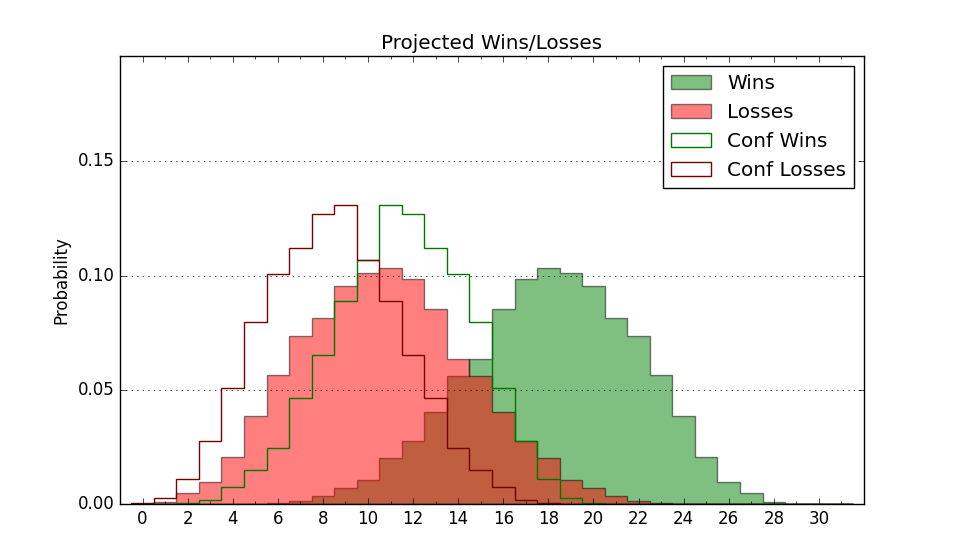 Projected Wins/Losses
Wins
Losses
Conf Wins
Conf Losses
Probability
0.15
0.10
0.05
0.00
0 2 4 6 8 10 12 14 16 18 20 22 24 26 28 30